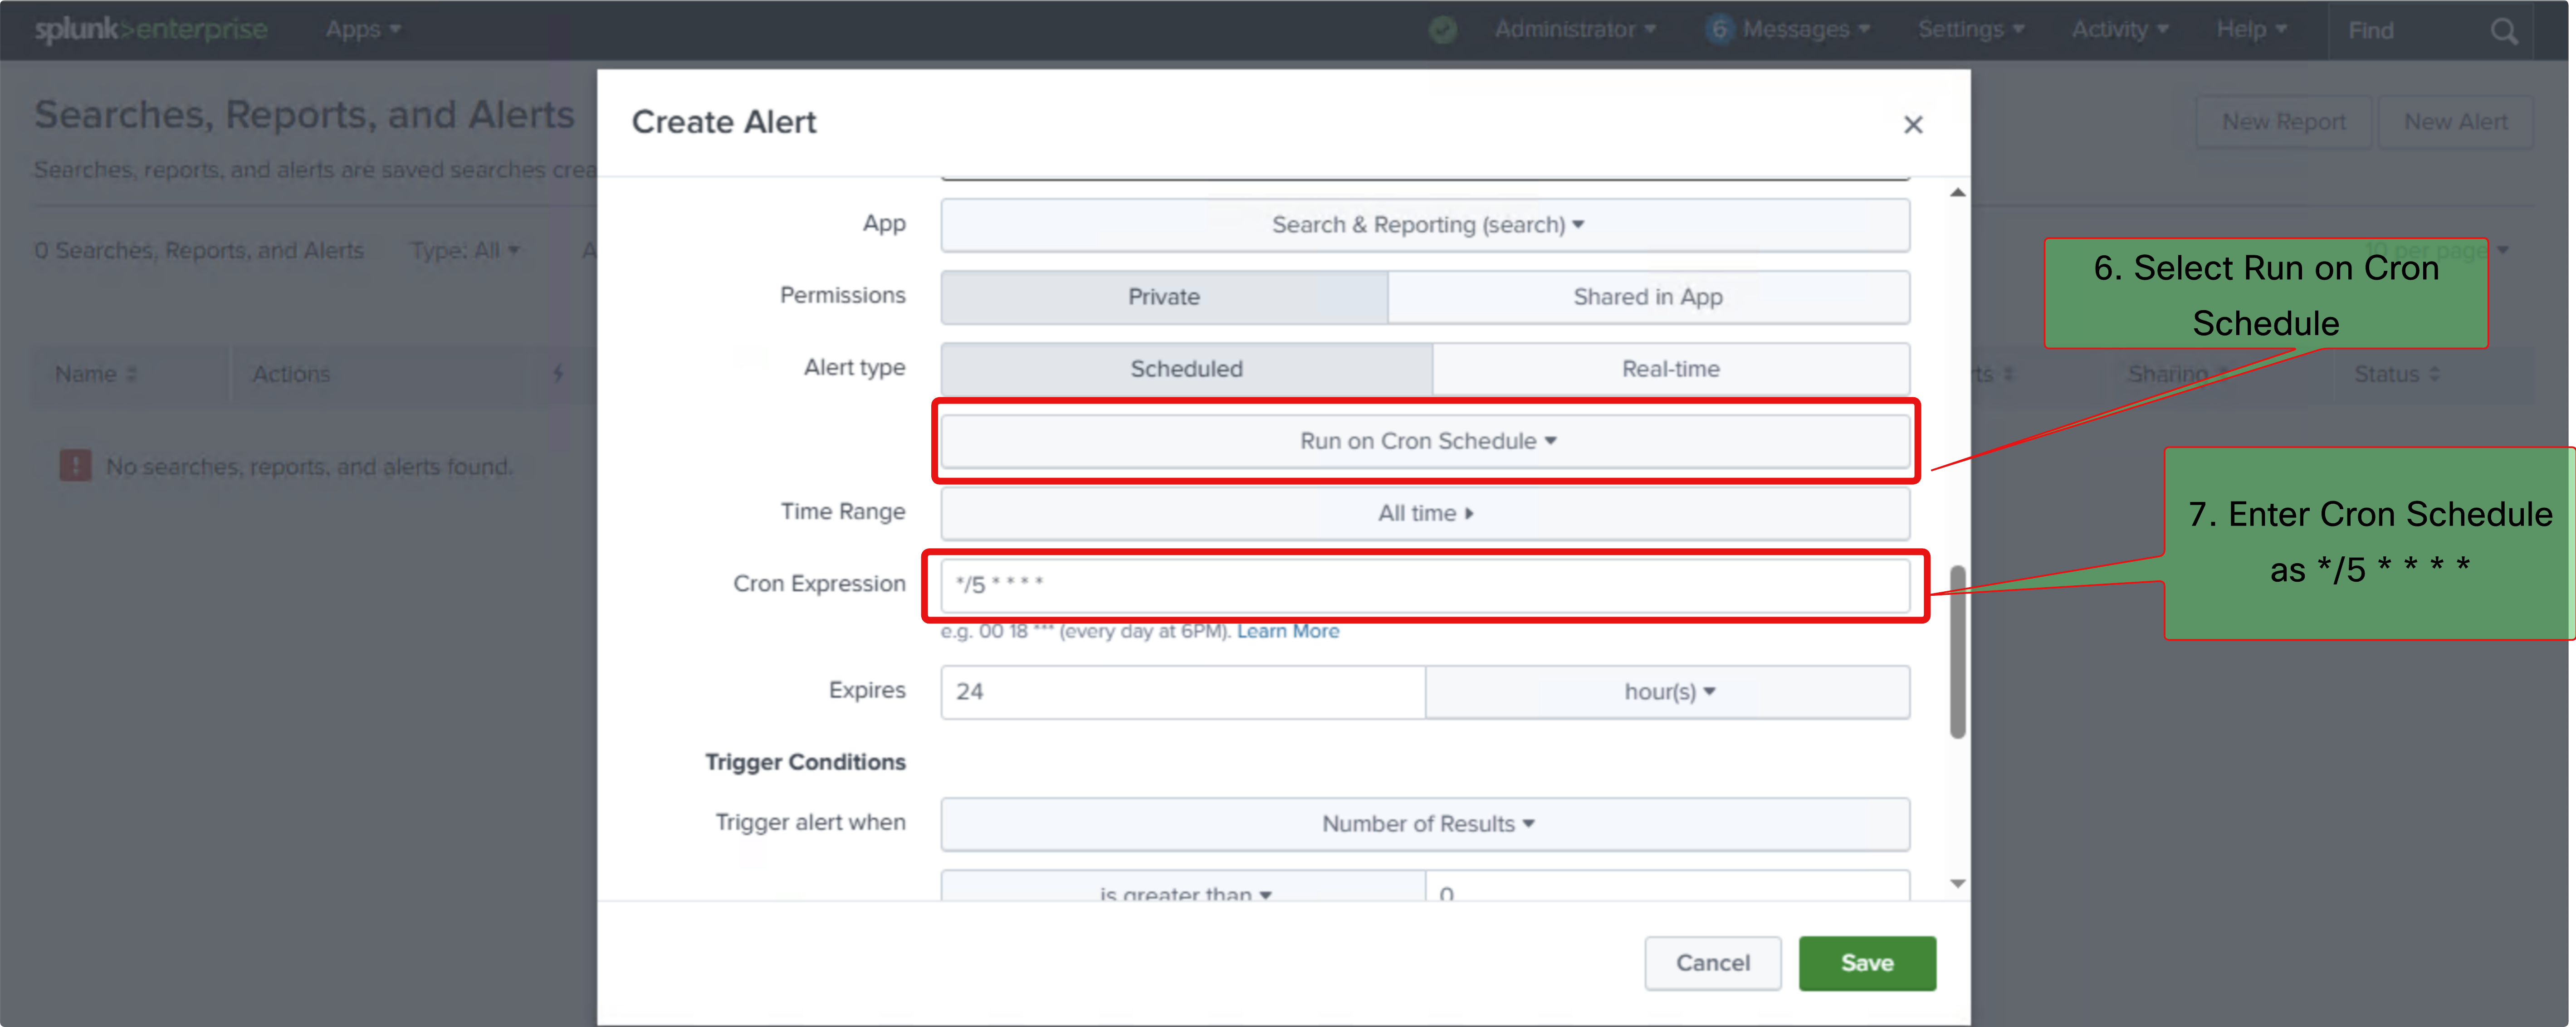 splunk>enterprise Apps Administrator 6 Messages Settings Activity Help Find
Searches, Reports, and Alerts
Create Alert
New Report New Alert
Searches, reports, and alerts are saved searches crea
App Search & Reporting (search)
0 Searches, Reports, and Alerts Type: All A
10 per page
6. Select Run on Cron
Schedule
Permissions Private Shared in App
Alert type Scheduled Real-time
Name Actions rts Sharing Status
Run on Cron Schedule
! No searches, reports, and alerts found.
Time Range All time
7. Enter Cron Schedule
as */5 * * * *
Cron Expression */5 * * * *
e.g. 00 18 *** (every day at 6PM). Learn More
Expires 24 hour(s)
Trigger Conditions
Trigger alert when Number of Results
is greater than 0
Cancel Save